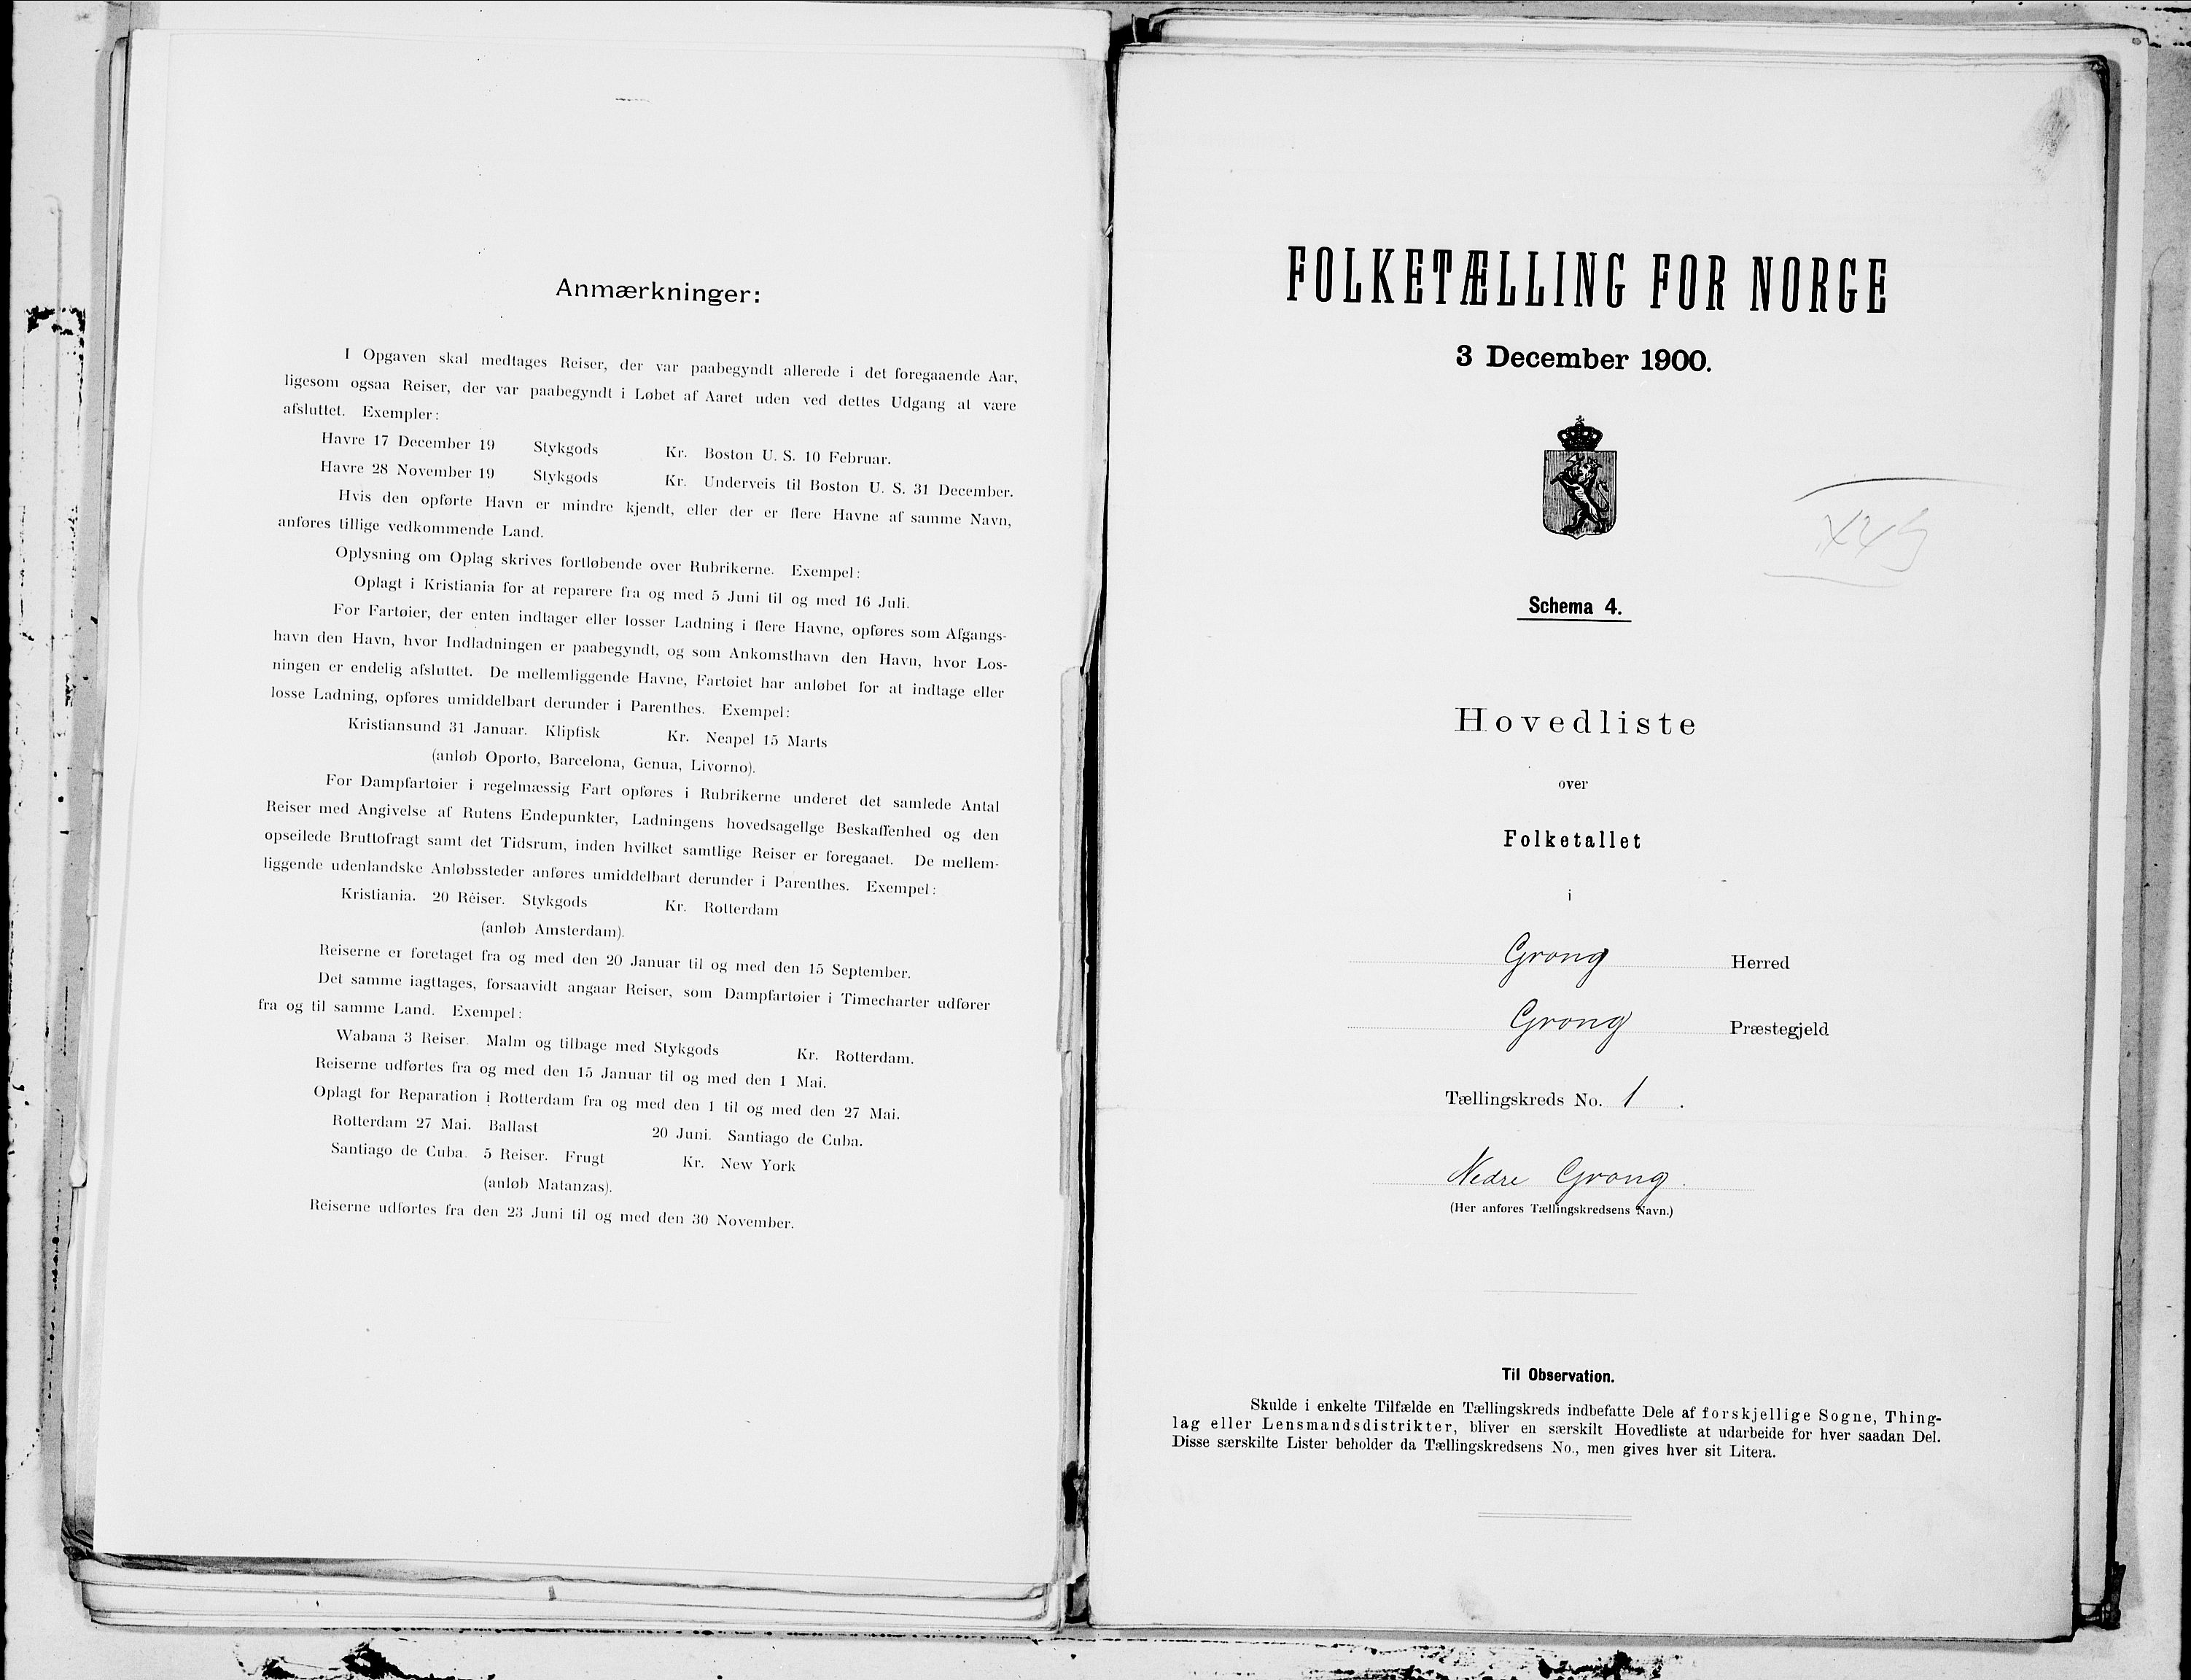 Anmærkninger:
I Opgaven skal medtages Reiser, der var paabegyndt allerede i det foregaaende Aar,
ligesom ogsaa Reiser, der var paabegyndt i Løbet af Aaret uden ved dettes Udgang at være
afsluttet. Exempler:
Havre 17 December 19 Stykgods Kr. Boston U. S. 10 Februar.
Havre 28 November 19 Stykgods Kr. Underveis til Boston U. S. 31 December.
Hvis den opførte Havn er mindre kjendt, eller der er flere Havne af samme Navn,
anføres tillige vedkommende Land.
Oplysning om Oplag skrives fortløbende over Rubrikerne. Exempel:
Oplagt i Kristiania for at reparere fra og med 5 Juni til og med 16 Juli.
For Fartøier, der enten indtager eller losser Ladning i flere Havne, opføres som Afgangs-
havn den Havn, hvor Indladningen er paabegyndt, og som Ankomsthavn den Havn, hvor Los-
ningen er endelig afsluttet. De mellemliggende Havne, Fartøiet har anløbet for at indtage eller
losse Ladning, opføres umiddelbart derunder i Parenthes. Exempel:
Kristiansund 31 Januar. Klipfisk Kr. Neapel 15 Marts
(anløb Oporto, Barcelona, Genua, Livorno).
For Dampfartøier i regelmæssig Fart opføres i Rubrikerne underet det samlede Antal
Reiser med Angivelse af Rutens Endepunkter, Ladningens hovedsagellge Beskaffenhed og den
opseilede Bruttofragt samt det Tidsrum, inden hvilket samtlige Reiser er foregaaet. De mellem-
liggende udenlandske Anløbssteder anføres umiddelbart derunder i Parenthes. Exempel:
Kristiania. 20 Reiser. Stykgods Kr. Rotterdam
(anløb Amsterdam).
Reiserne er foretaget fra og med den 20 Januar til og med den 15 September.
Det samme iagttages, forsaavidt angaar Reiser, som Dampfartøier i Timecharter udfører
fra og til samme Land. Exempel:
Wabana 3 Reiser. Malm og tilbage med Stykgods Kr. Rotterdam.
Reiserne udførtes fra og med den 15 Januar til og med den 1 Mai.
Oplagt for Reparation i Rotterdam fra og med den 1 til og med den 27 Mai.
Rotterdam 27 Mai. Ballast 20 Juni. Santiago de Cuba.
Santiago de Cuba. 5 Reiser. Frugt Kr. New York
(anløb Matanzas).
Reiserne udførtes fra den 23 Juni til og med den 30 November.
FOLKETÆLLING FOR NORGE
3 December 1900.
Schema 4.
Hovedliste
over
Folketallet
i
Grong Herred
Grong Præstegjeld
Tællingskreds No. 1.
Nedre Grong.
(Her anføres Tællingskredsens Navn.)
Til Observation.
Skulde i enkelte Tilfælde en Tællingskreds indbefatte Dele af forskjellige Sogne, Thing-
lag eller Lensmandsdistrikter, bliver en særskilt Hovedliste at udarbeide for hver saadan Del.
Disse særskilte Lister beholder da Tællingskredsens No., men gives hver sit Litera.